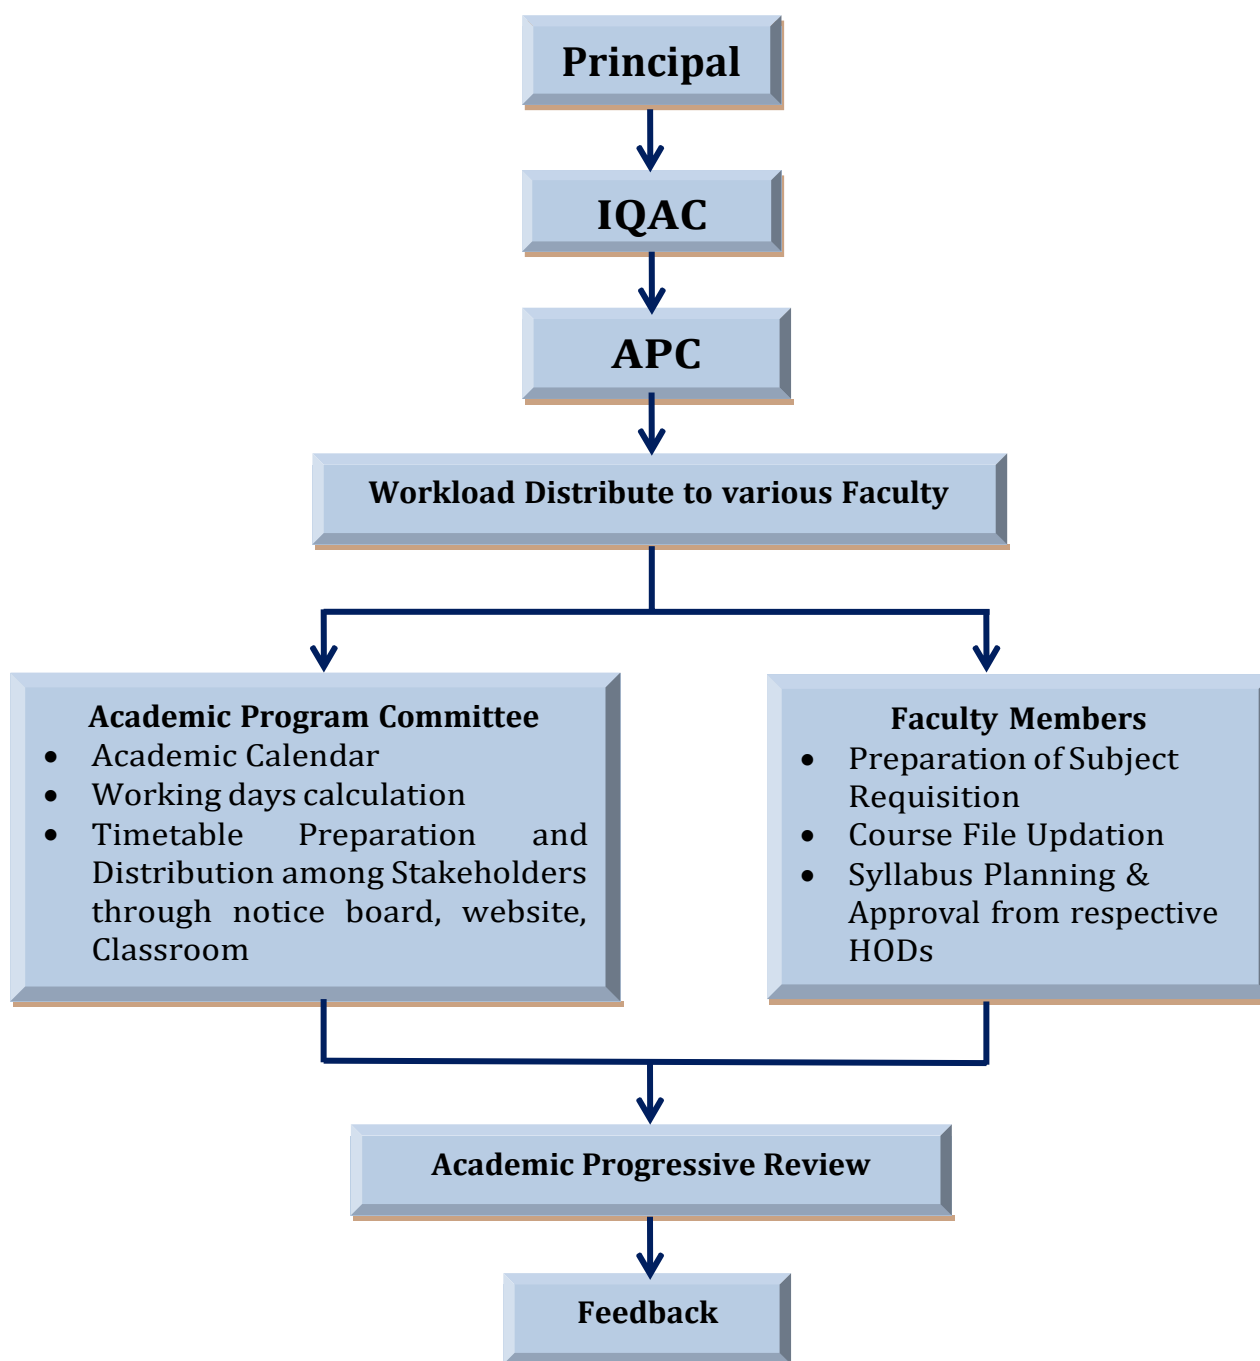 Principal
IQAC
APC
Workload Distribute to various Faculty
Academic Program Committee
• Academic Calendar
• Working days calculation
• Timetable Preparation and
Distribution among Stakeholders
through notice board, website,
Classroom
Faculty Members
• Preparation of Subject
Requisition
• Course File Updation
• Syllabus Planning &
Approval from respective
HODs
Academic Progressive Review
Feedback